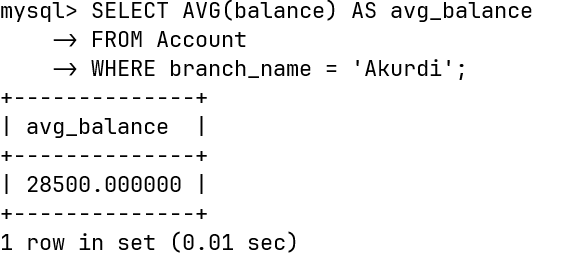 mysql> SELECT AVG(balance) AS avg_balance
    -> FROM Account
    -> WHERE branch_name = 'Akurdi';
+--------------+
| avg_balance  |
+--------------+
| 28500.000000 |
+--------------+
1 row in set (0.01 sec)